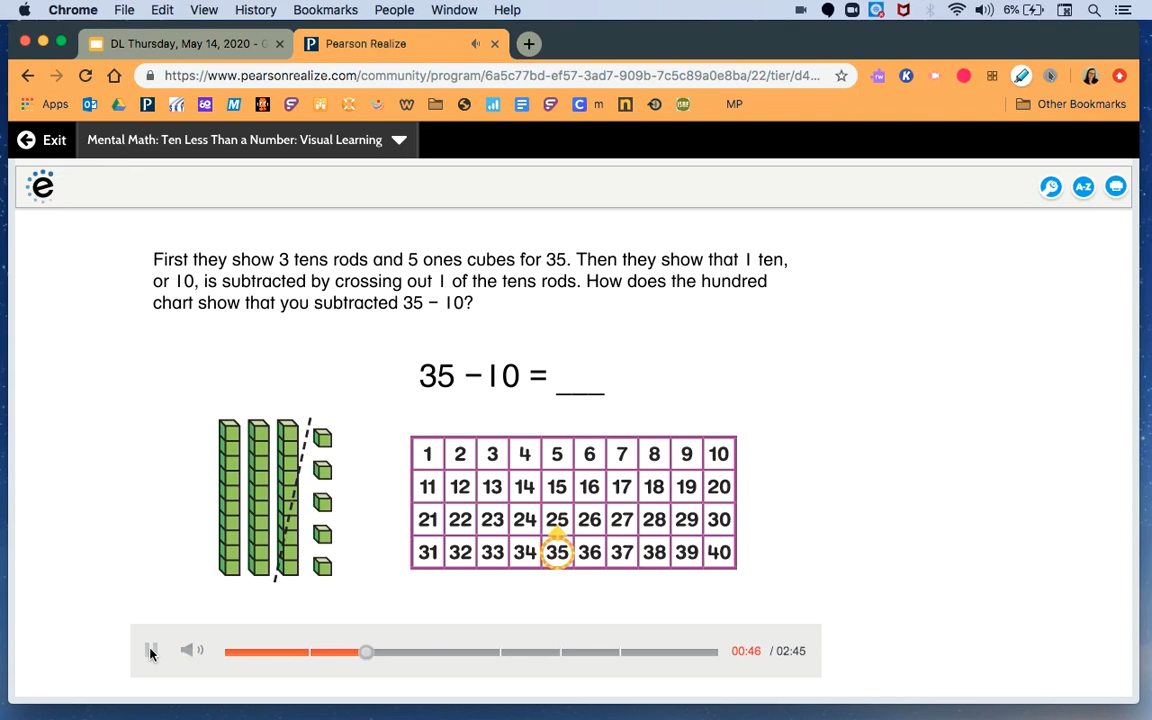 Chrome File Edit View History Bookmarks People Window Help 6%
DL Thursday, May 14, 2020 - Pearson Realize
https://www.pearsonrealize.com/community/program/6a5c77bd-ef57-3ad7-909b-7c5c89a0e8ba/22/tier/d4...
Apps m MP Other Bookmarks
Exit Mental Math: Ten Less Than a Number: Visual Learning
e A-Z
First they show 3 tens rods and 5 ones cubes for 35. Then they show that 1 ten,
or 10, is subtracted by crossing out 1 of the tens rods. How does the hundred
chart show that you subtracted 35 − 10?
35 −10 = ___
1 2 3 4 5 6 7 8 9 10
11 12 13 14 15 16 17 18 19 20
21 22 23 24 25 26 27 28 29 30
31 32 33 34 35 36 37 38 39 40
00:46 / 02:45